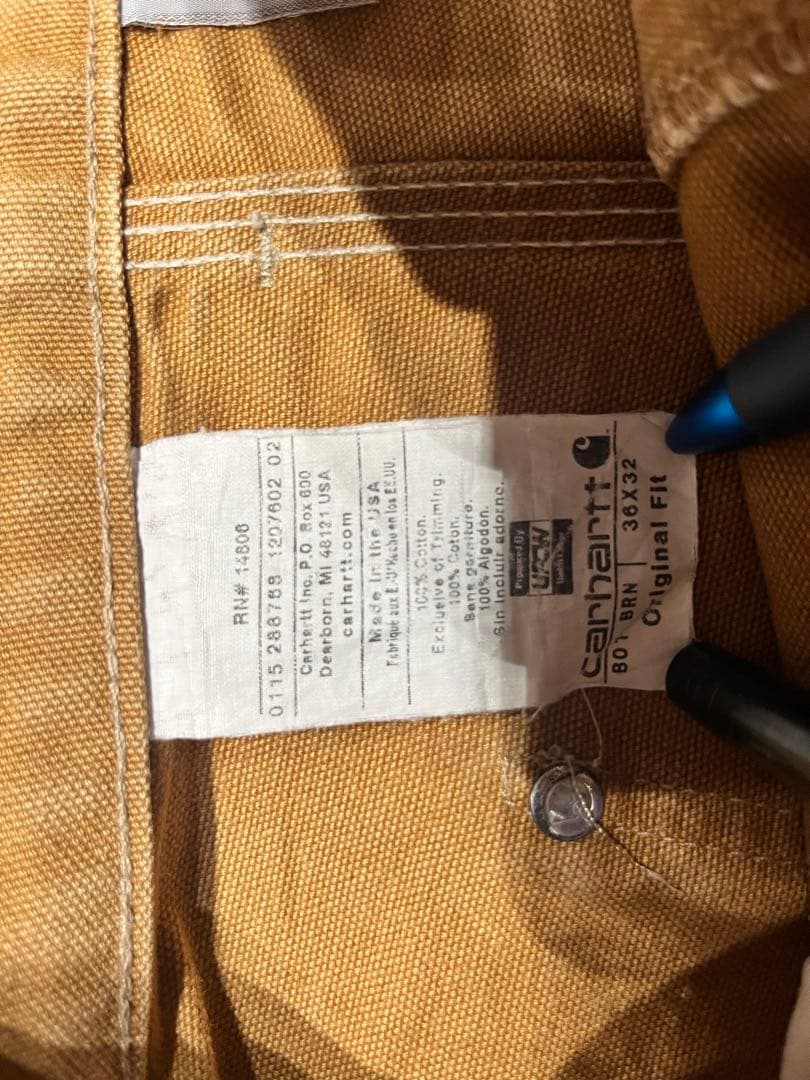 carhartt
B01 BRN | 36X32
Original Fit
UFCW
100% Cotton.
Exclusive of Trimming.
100% Coton.
Sans garniture.
100% Algodon.
Sin incluir adorno.
Made in the USA
Fabriqué aux E.-U./Hecho en los EE.UU.
Carhartt Inc. P.O. Box 600
Dearborn, MI 48121 USA
carhartt.com
0115 288768 1207602 02
RN# 14806